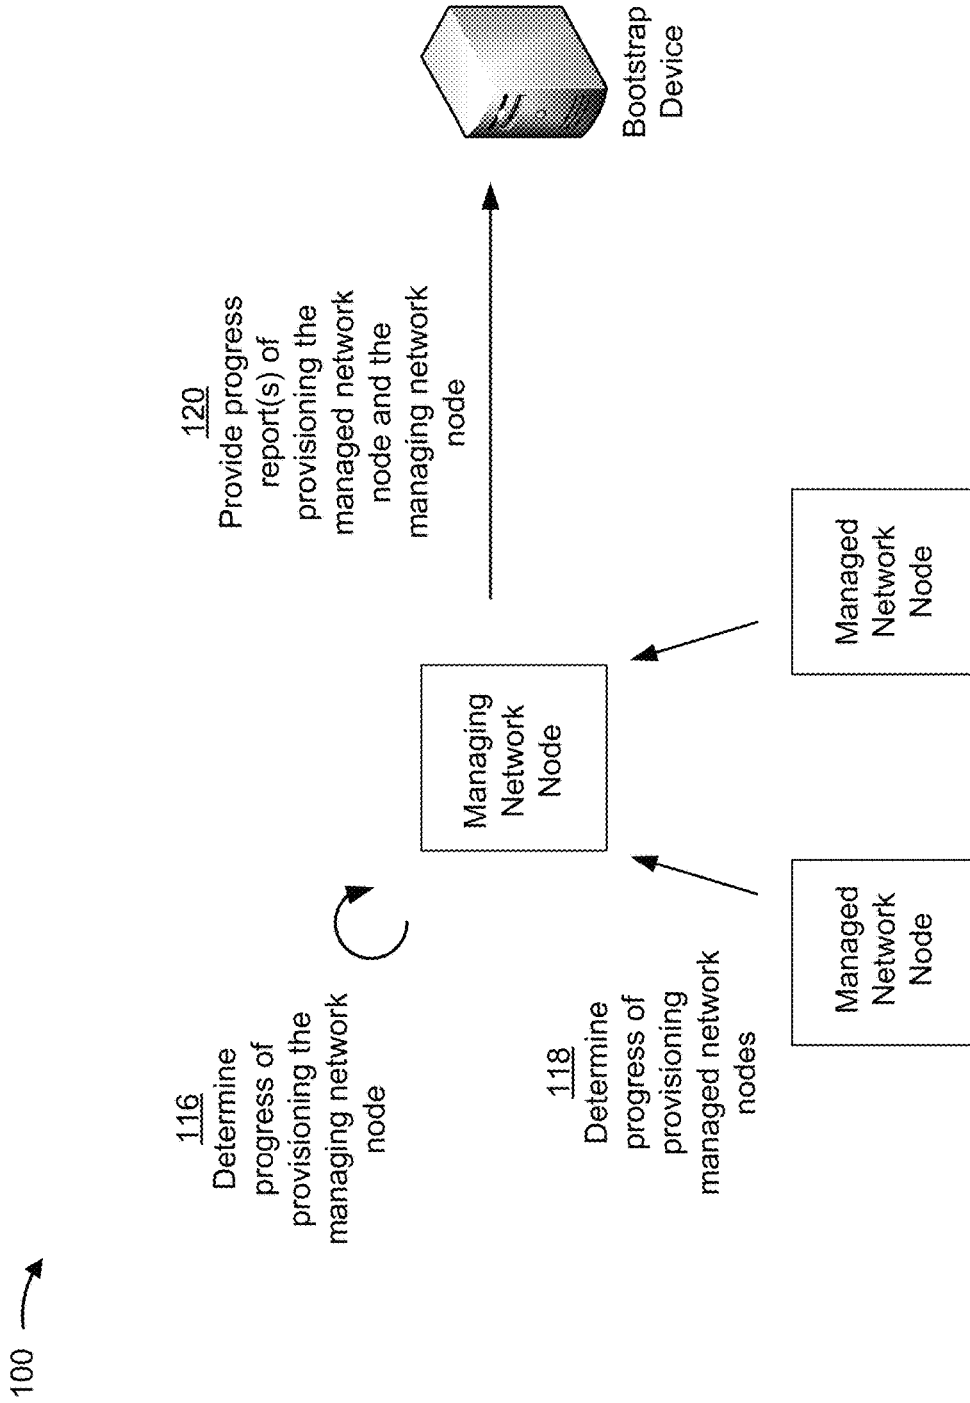 100
116
Determine
progress of
provisioning the
managing network
node
120
Provide progress
report(s) of
provisioning the
managed network
node and the
managing network
node
Managing
Network
Node
Bootstrap
Device
118
Determine
progress of
provisioning
managed network
nodes
Managed
Network
Node
Managed
Network
Node